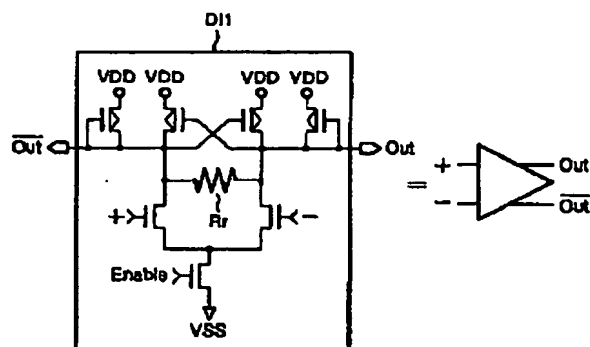 DI1
VDD VDD VDD VDD
Out Out
+ Rr -
Enable
VSS
= + - Out Out